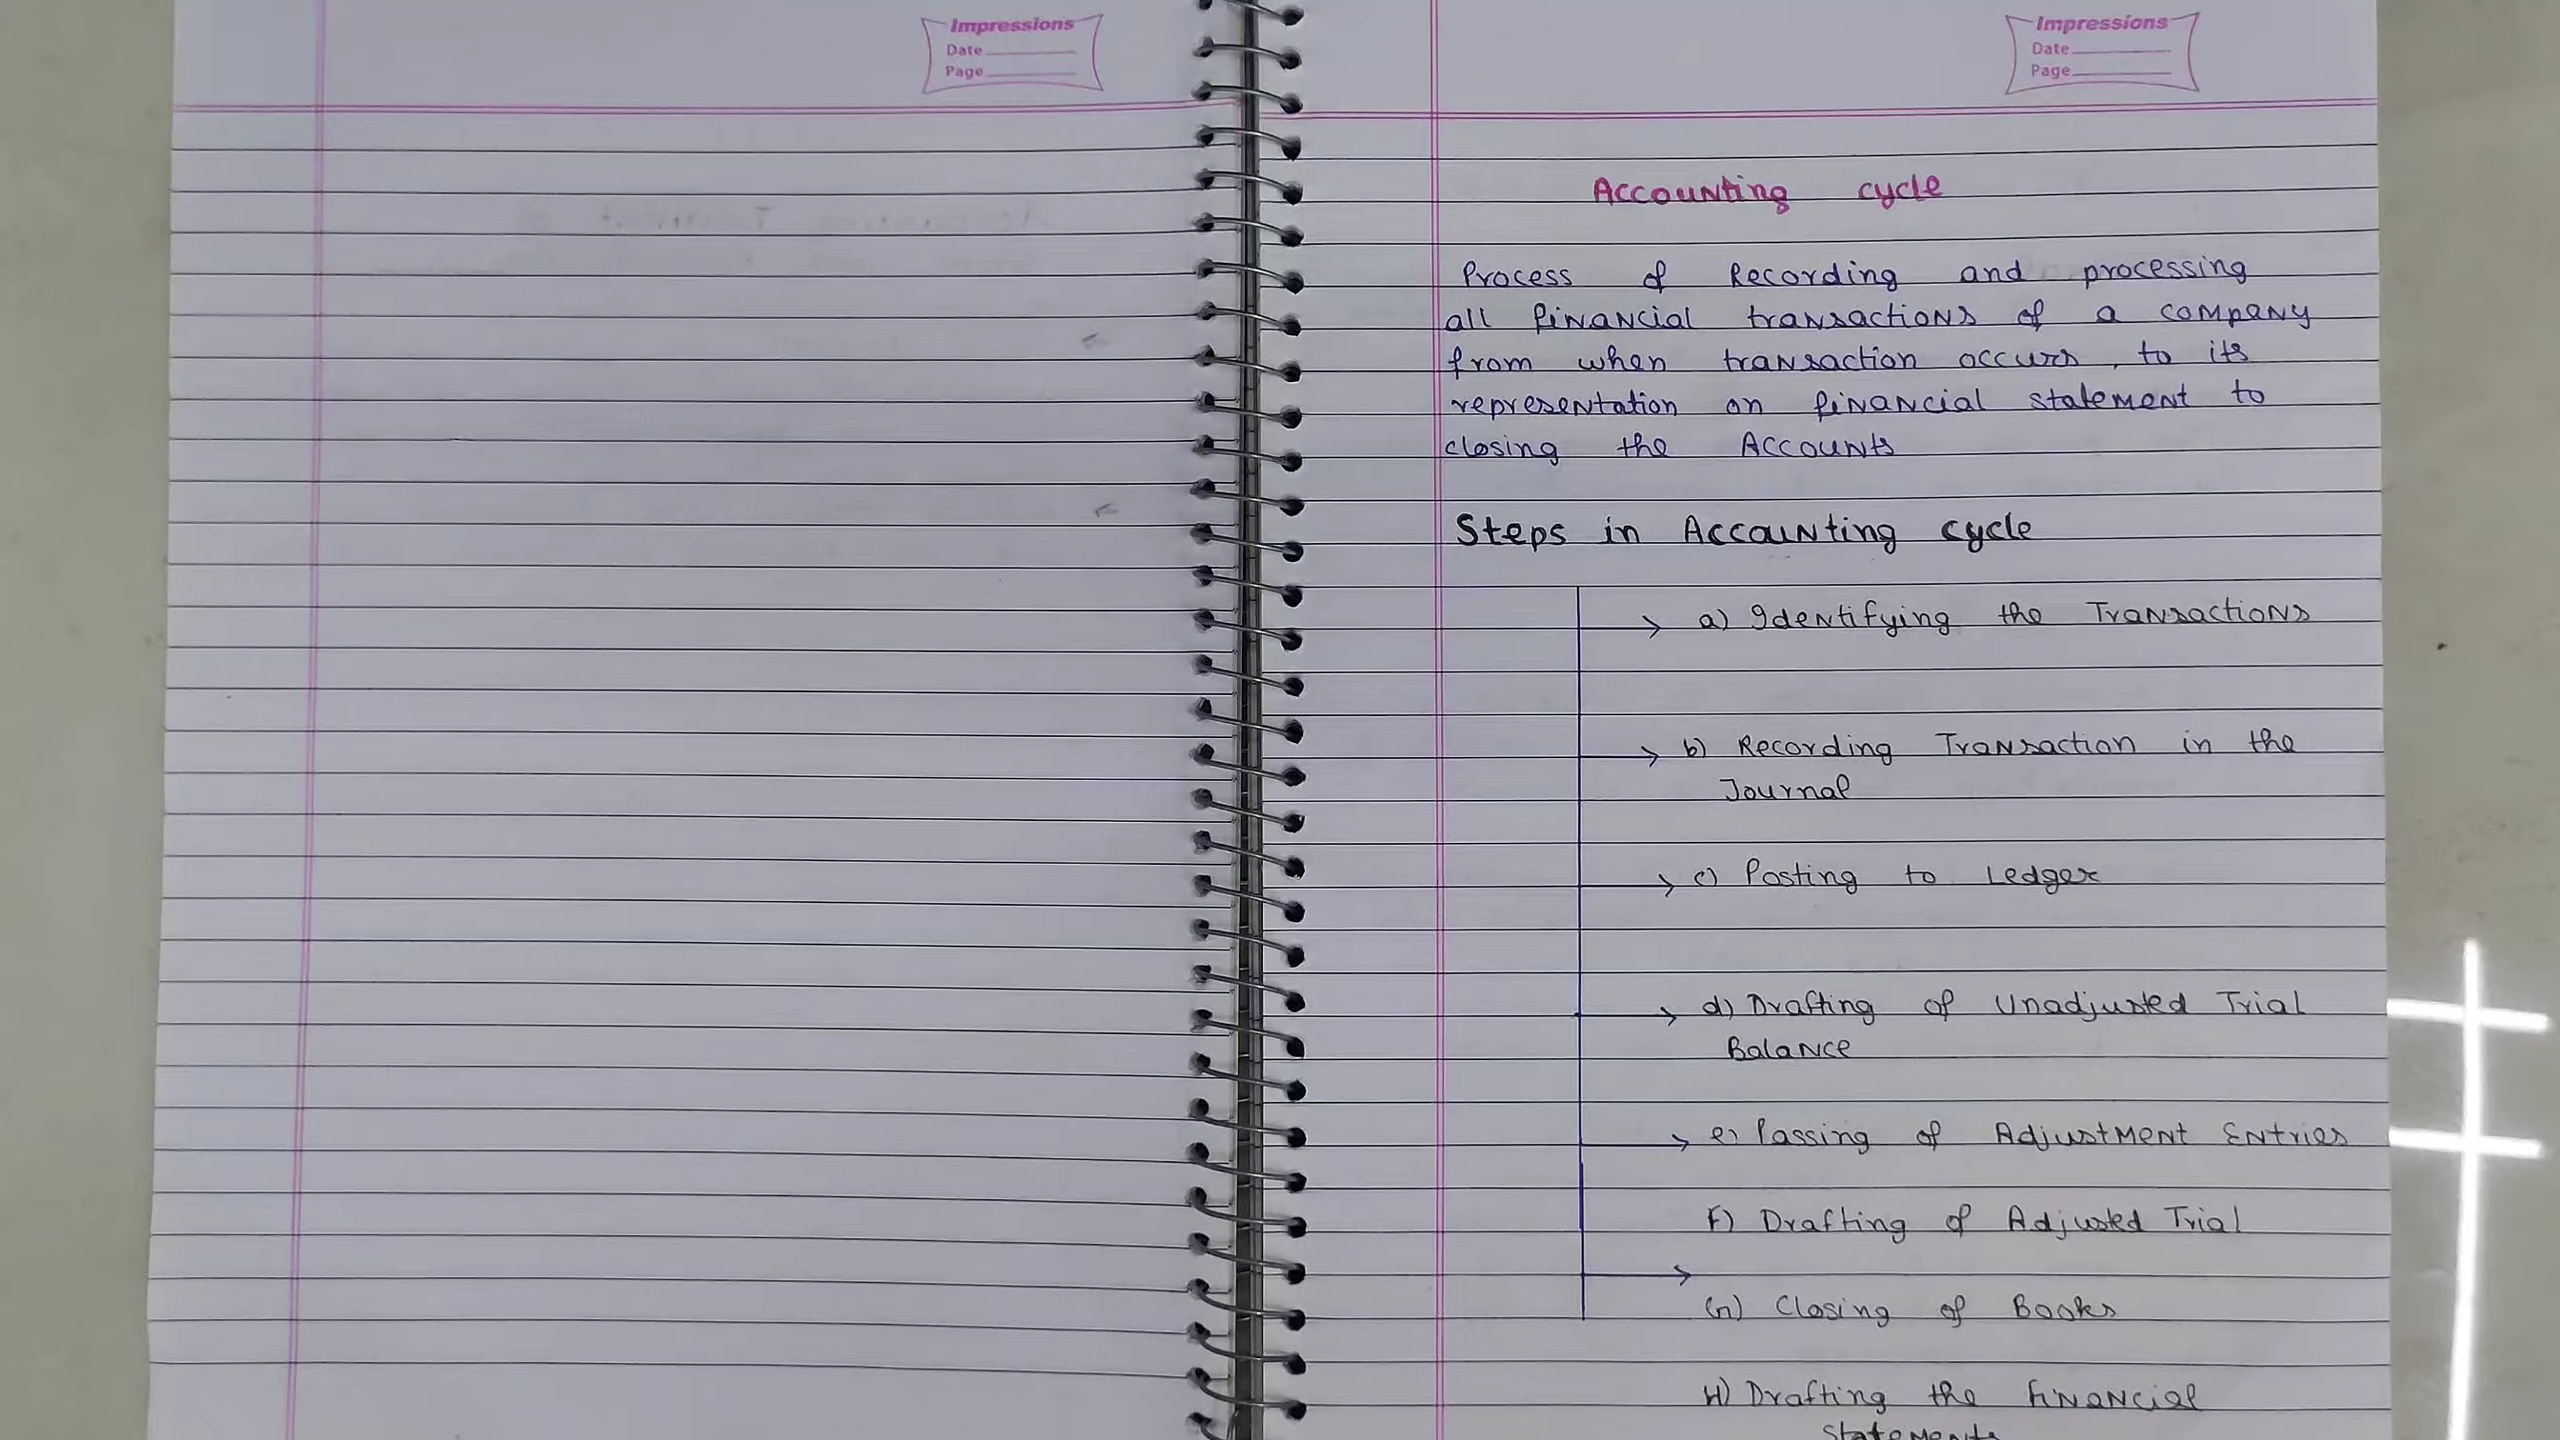 Impressions
Date
Page
Impressions
Date
Page
Accounting cycle
Process of Recording and processing
all financial transactions of a company
from when transaction occurs, to its
representation on financial statement to
closing the Accounts
Steps in Accounting cycle
a) Identifying the Transactions
b) Recording Transaction in the
Journal
c) Posting to Ledger
d) Drafting of Unadjusted Trial
Balance
e) Passing of Adjustment Entries
F) Drafting of Adjusted Trial
G) Closing of Books
H) Drafting the Financial
Statements